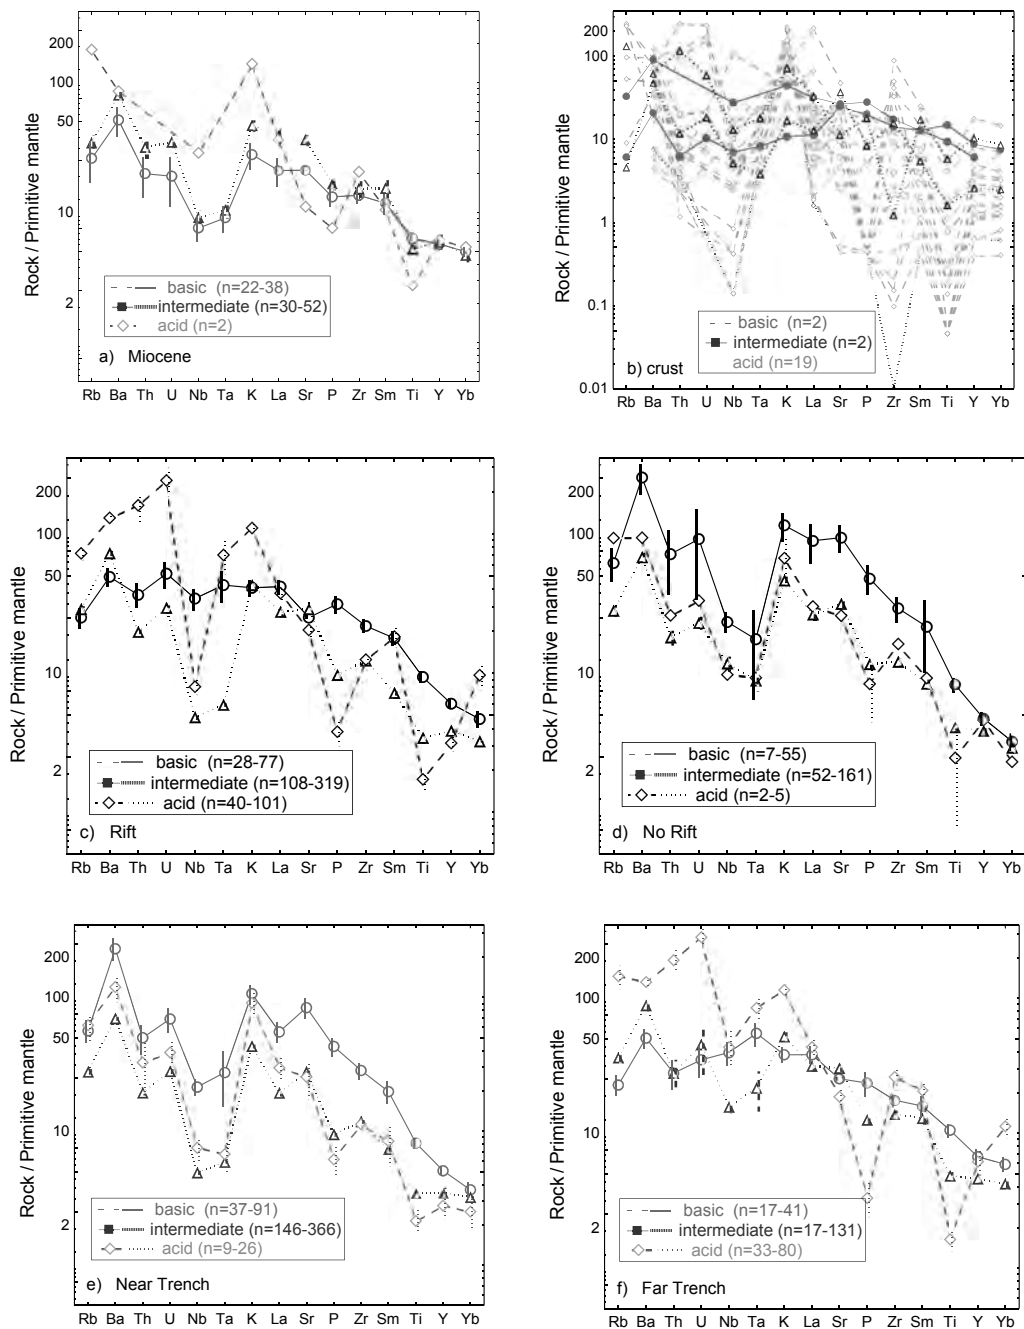 Rock / Primitive mantle
200
100
50
10
2
basic (n=22-38)
intermediate (n=30-52)
acid (n=2)
a) Miocene
Rb Ba Th U Nb Ta K La Sr P Zr Sm Ti Y Yb
Rock / Primitive mantle
200
100
10
1
0.1
0.01
basic (n=2)
intermediate (n=2)
acid (n=19)
b) crust
Rb Ba Th U Nb Ta K La Sr P Zr Sm Ti Y Yb
Rock / Primitive mantle
200
100
50
10
2
basic (n=28-77)
intermediate (n=108-319)
acid (n=40-101)
c) Rift
Rb Ba Th U Nb Ta K La Sr P Zr Sm Ti Y Yb
Rock / Primitive mantle
200
100
50
10
2
basic (n=7-55)
intermediate (n=52-161)
acid (n=2-5)
d) No Rift
Rb Ba Th U Nb Ta K La Sr P Zr Sm Ti Y Yb
Rock / Primitive mantle
200
100
50
10
2
basic (n=37-91)
intermediate (n=146-366)
acid (n=9-26)
e) Near Trench
Rb Ba Th U Nb Ta K La Sr P Zr Sm Ti Y Yb
Rock / Primitive mantle
200
100
50
10
2
basic (n=17-41)
intermediate (n=17-131)
acid (n=33-80)
f) Far Trench
Rb Ba Th U Nb Ta K La Sr P Zr Sm Ti Y Yb